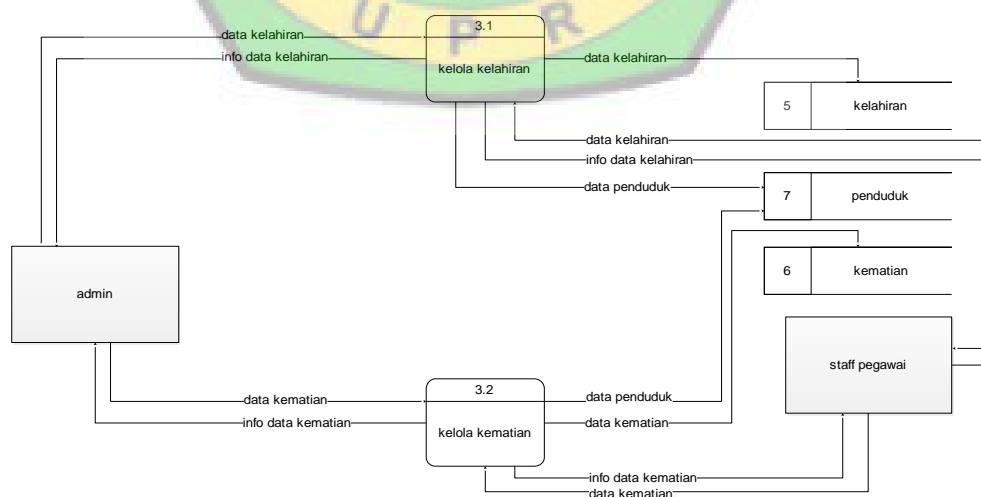 U P R
3.1
data kelahiran
info data kelahiran
kelola kelahiran
data kelahiran
5
kelahiran
data kelahiran
info data kelahiran
data penduduk
7
penduduk
6
kematian
admin
staff pegawai
3.2
data kematian
info data kematian
kelola kematian
data penduduk
data kematian
info data kematian
data kematian